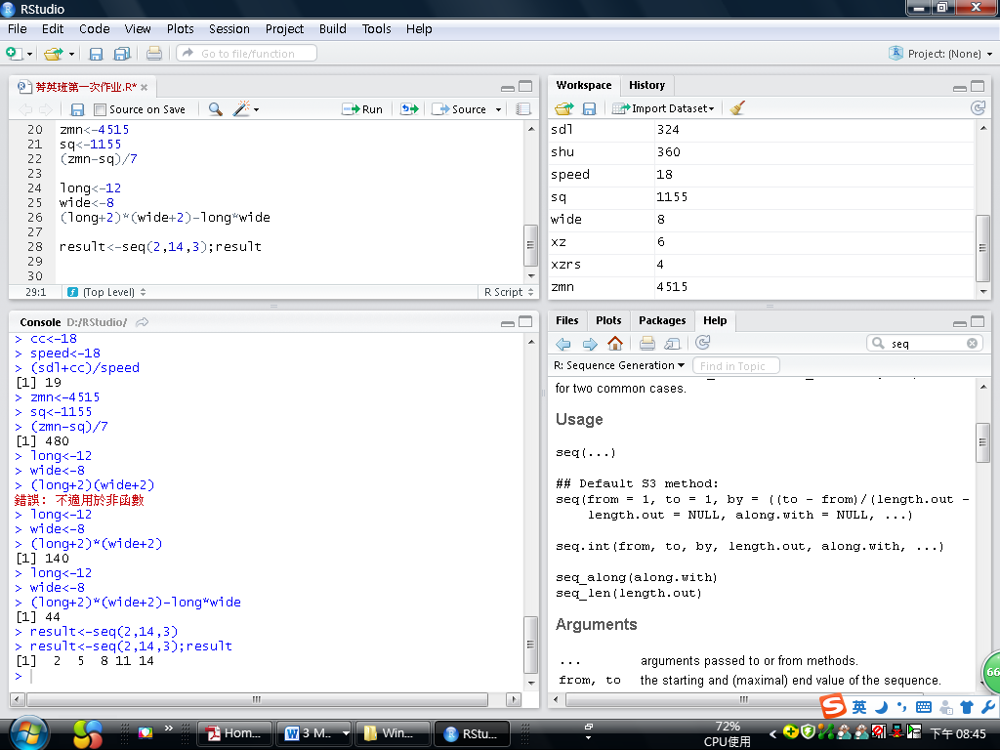 RStudio
File Edit Code View Plots Session Project Build Tools Help
Go to file/function
Project: (None)
菁英班第一次作业.R*
Source on Save
Run
Source
20 zmn<-4515
21 sq<-1155
22 (zmn-sq)/7
23
24 long<-12
25 wide<-8
26 (long+2)*(wide+2)-long*wide
27
28 result<-seq(2,14,3);result
29
30
29:1 (Top Level) R Script
Console D:/RStudio/
> cc<-18
> speed<-18
> (sdl+cc)/speed
[1] 19
> zmn<-4515
> sq<-1155
> (zmn-sq)/7
[1] 480
> long<-12
> wide<-8
> (long+2)(wide+2)
錯誤: 不適用於非函數
> long<-12
> wide<-8
> (long+2)*(wide+2)
[1] 140
> long<-12
> wide<-8
> (long+2)*(wide+2)-long*wide
[1] 44
> result<-seq(2,14,3)
> result<-seq(2,14,3);result
[1] 2 5 8 11 14
>
Workspace History
Import Dataset
sdl 324
shu 360
speed 18
sq 1155
wide 8
xz 6
xzrs 4
zmn 4515
Files Plots Packages Help
seq
R: Sequence Generation Find in Topic
for two common cases.
Usage
seq(...)
## Default S3 method:
seq(from = 1, to = 1, by = ((to - from)/(length.out -
length.out = NULL, along.with = NULL, ...)
seq.int(from, to, by, length.out, along.with, ...)
seq_along(along.with)
seq_len(length.out)
Arguments
... arguments passed to or from methods.
from, to the starting and (maximal) end value of the sequence.
66
S 英
Hom... 3 M... Win... RStu...
72%
CPU使用
下午 08:45